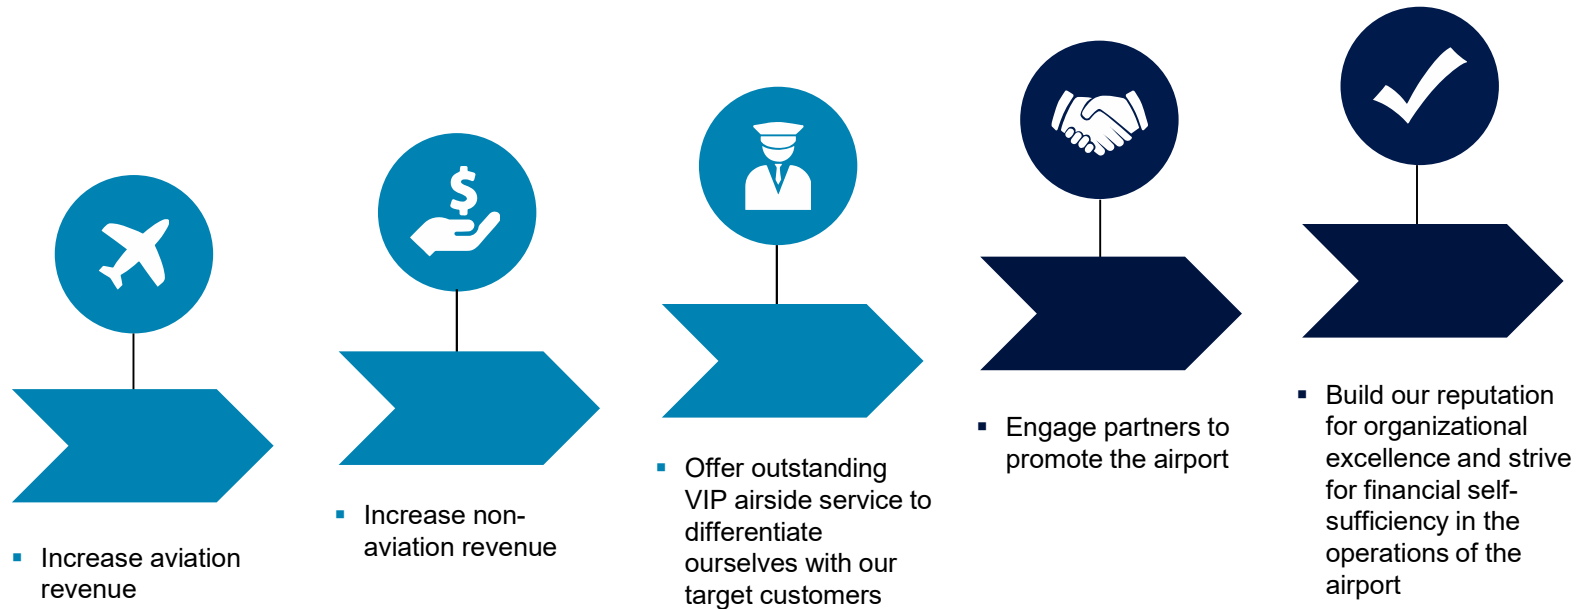 ▪ Increase aviation
revenue
▪ Increase non-
aviation revenue
▪ Offer outstanding
VIP airside service to
differentiate
ourselves with our
target customers
▪ Engage partners to
promote the airport
▪ Build our reputation
for organizational
excellence and strive
for financial self-
sufficiency in the
operations of the
airport